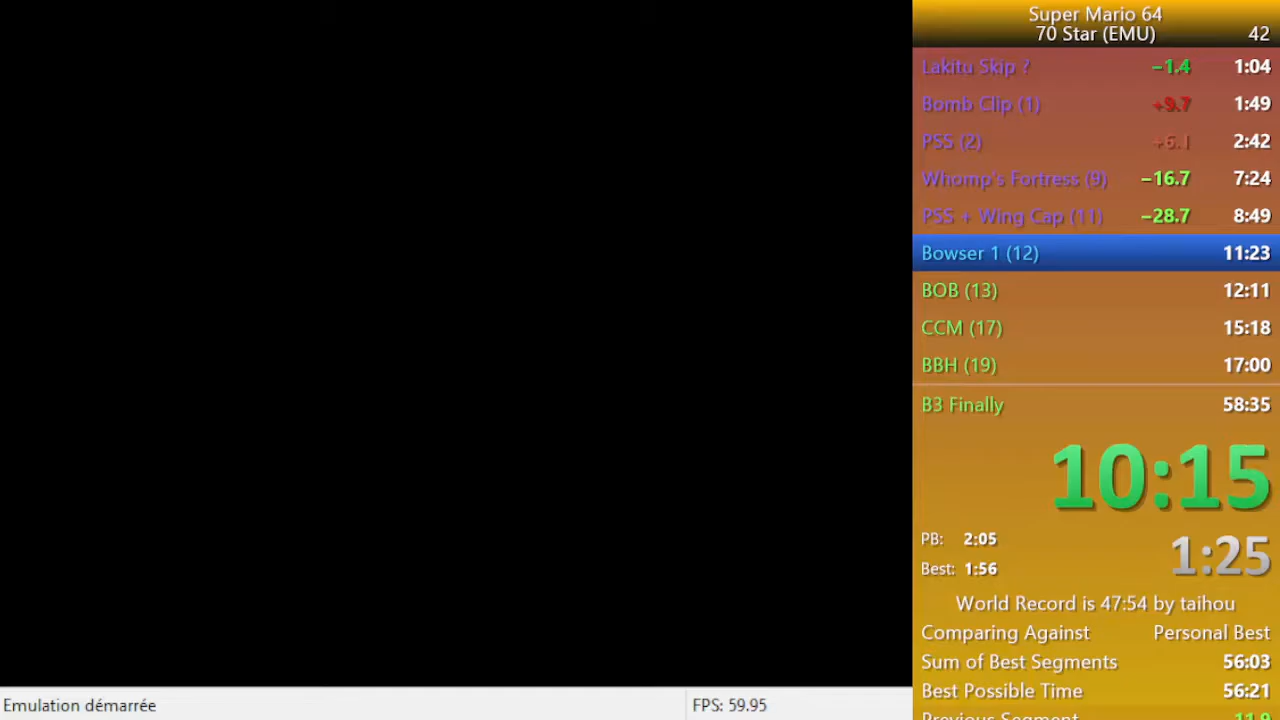 Super Mario 64
70 Star (EMU) 42
Lakitu Skip ? −1.4 1:04
Bomb Clip (1) +9.7 1:49
PSS (2) +6.1 2:42
Whomp's Fortress (9) −16.7 7:24
PSS + Wing Cap (11) −28.7 8:49
Bowser 1 (12) 11:23
BOB (13) 12:11
CCM (17) 15:18
BBH (19) 17:00
B3 Finally 58:35
10:15
PB: 2:05
1:25
Best: 1:56
World Record is 47:54 by taihou
Comparing Against Personal Best
Sum of Best Segments 56:03
Best Possible Time 56:21
Previous Segment -11.9
Emulation démarrée FPS: 59.95